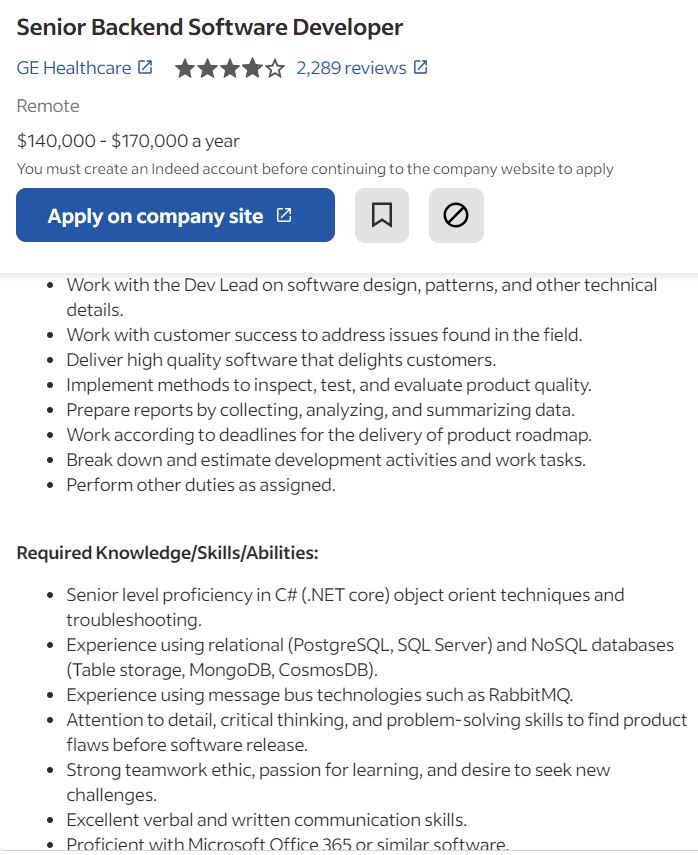 Senior Backend Software Developer
GE Healthcare 2,289 reviews
Remote
$140,000 - $170,000 a year
You must create an Indeed account before continuing to the company website to apply
Apply on company site
• Work with the Dev Lead on software design, patterns, and other technical
details.
• Work with customer success to address issues found in the field.
• Deliver high quality software that delights customers.
• Implement methods to inspect, test, and evaluate product quality.
• Prepare reports by collecting, analyzing, and summarizing data.
• Work according to deadlines for the delivery of product roadmap.
• Break down and estimate development activities and work tasks.
• Perform other duties as assigned.
Required Knowledge/Skills/Abilities:
• Senior level proficiency in C# (.NET core) object orient techniques and
troubleshooting.
• Experience using relational (PostgreSQL, SQL Server) and NoSQL databases
(Table storage, MongoDB, CosmosDB).
• Experience using message bus technologies such as RabbitMQ.
• Attention to detail, critical thinking, and problem-solving skills to find product
flaws before software release.
• Strong teamwork ethic, passion for learning, and desire to seek new
challenges.
• Excellent verbal and written communication skills.
• Proficient with Microsoft Office 365 or similar software.